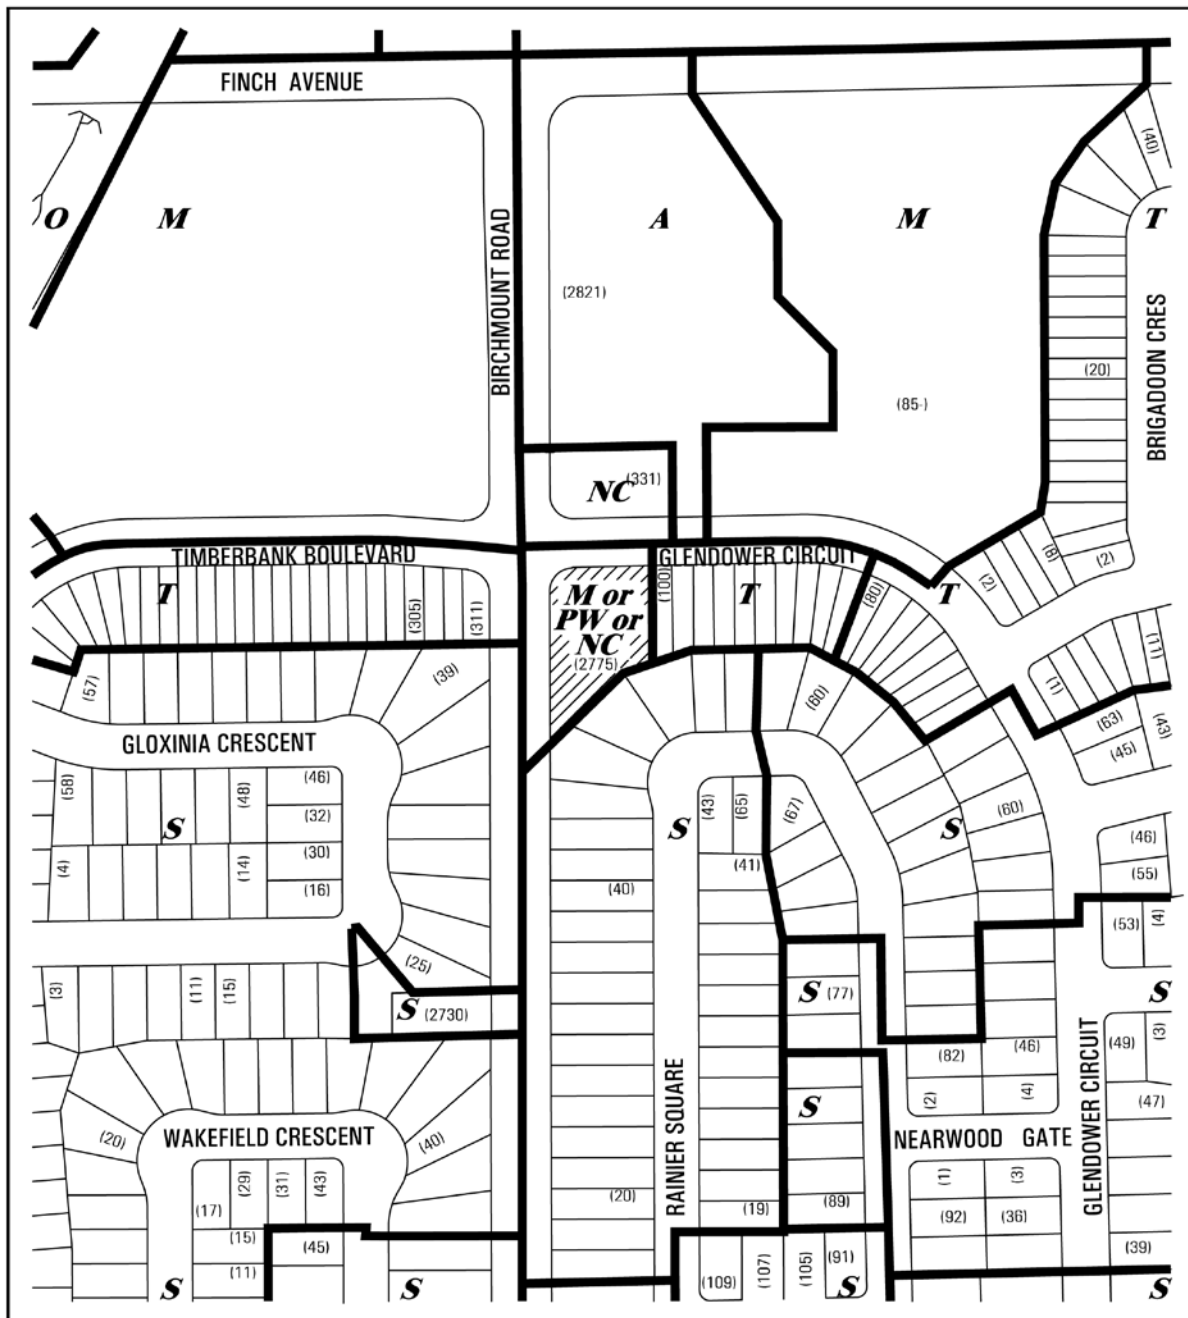 FINCH AVENUE
(40)
O
M
A
M
T
BIRCHMOUNT ROAD
(2821)
BRIGADOON CRES
(20)
(85-)
NC
(331)
TIMBERBANK BOULEVARD
GLENDOWER CIRCUIT
(8)
(2)
(2)
T
(305)
(311)
M or
PW or
NC
(2775)
(100)
T
(80)
T
(11)
(57)
(39)
(60)
(1)
(63)
(43)
(45)
GLOXINIA CRESCENT
(58)
(48)
(46)
(32)
S
(43)
(65)
(67)
S
(60)
S
(46)
(4)
(14)
(30)
(16)
(40)
(41)
(55)
(53)
(4)
(3)
(11)
(15)
(25)
S
(2730)
S
(77)
S
(82)
(46)
(49)
(3)
(2)
(4)
(47)
RAINIER SQUARE
S
GLENDOWER CIRCUIT
(20)
WAKEFIELD CRESCENT
(40)
NEARWOOD GATE
(17)
(29)
(31)
(43)
(20)
(19)
(89)
(1)
(3)
(92)
(36)
(15)
(45)
(11)
(39)
S
S
(109)
(107)
(105)
(91)
S
S